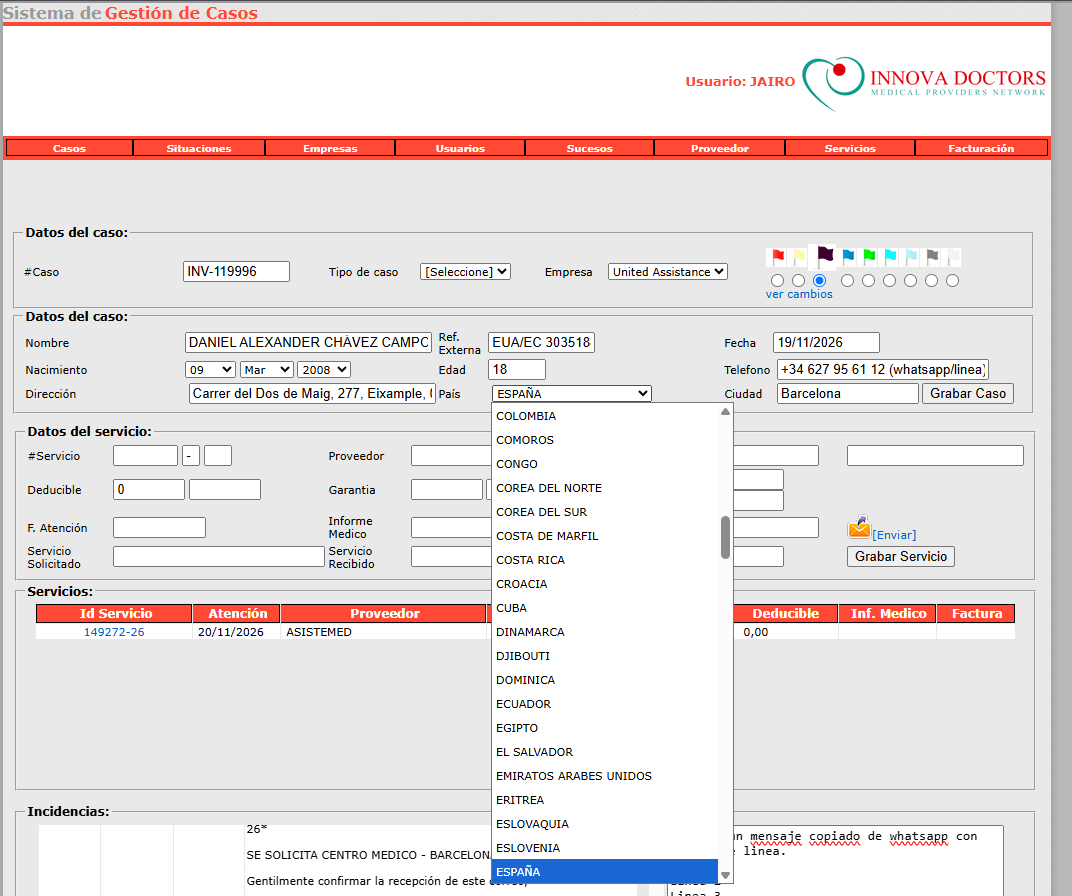 Sistema de Gestión de Casos
Usuario: JAIRO
INNOVA DOCTORS
MEDICAL PROVIDERS NETWORK
Casos Situaciones Empresas Usuarios Sucesos Proveedor Servicios Facturación
Datos del caso:
#Caso INV-119996 Tipo de caso [Seleccione] Empresa United Assistance
ver cambios
Datos del caso:
Nombre DANIEL ALEXANDER CHÁVEZ CAMPO Ref. Externa EUA/EC 303518 Fecha 19/11/2026
Nacimiento 09 Mar 2008 Edad 18 Telefono +34 627 95 61 12 (whatsapp/linea)
Dirección Carrer del Dos de Maig, 277, Eixample, País ESPAÑA Ciudad Barcelona Grabar Caso
COLOMBIA
COMOROS
CONGO
COREA DEL NORTE
COREA DEL SUR
COSTA DE MARFIL
COSTA RICA
CROACIA
CUBA
DINAMARCA
DJIBOUTI
DOMINICA
ECUADOR
EGIPTO
EL SALVADOR
EMIRATOS ARABES UNIDOS
ERITREA
ESLOVAQUIA
ESLOVENIA
ESPAÑA
Datos del servicio:
#Servicio - Proveedor
Deducible 0 Garantia
F. Atención Informe Medico [Enviar]
Servicio Solicitado Servicio Recibido Grabar Servicio
Servicios:
Id Servicio Atención Proveedor Deducible Inf. Medico Factura
149272-26 20/11/2026 ASISTEMED 0,00
Incidencias:
26*
SE SOLICITA CENTRO MEDICO - BARCELON
Gentilmente confirmar la recepción de este
un mensaje copiado de whatsapp con
linea.